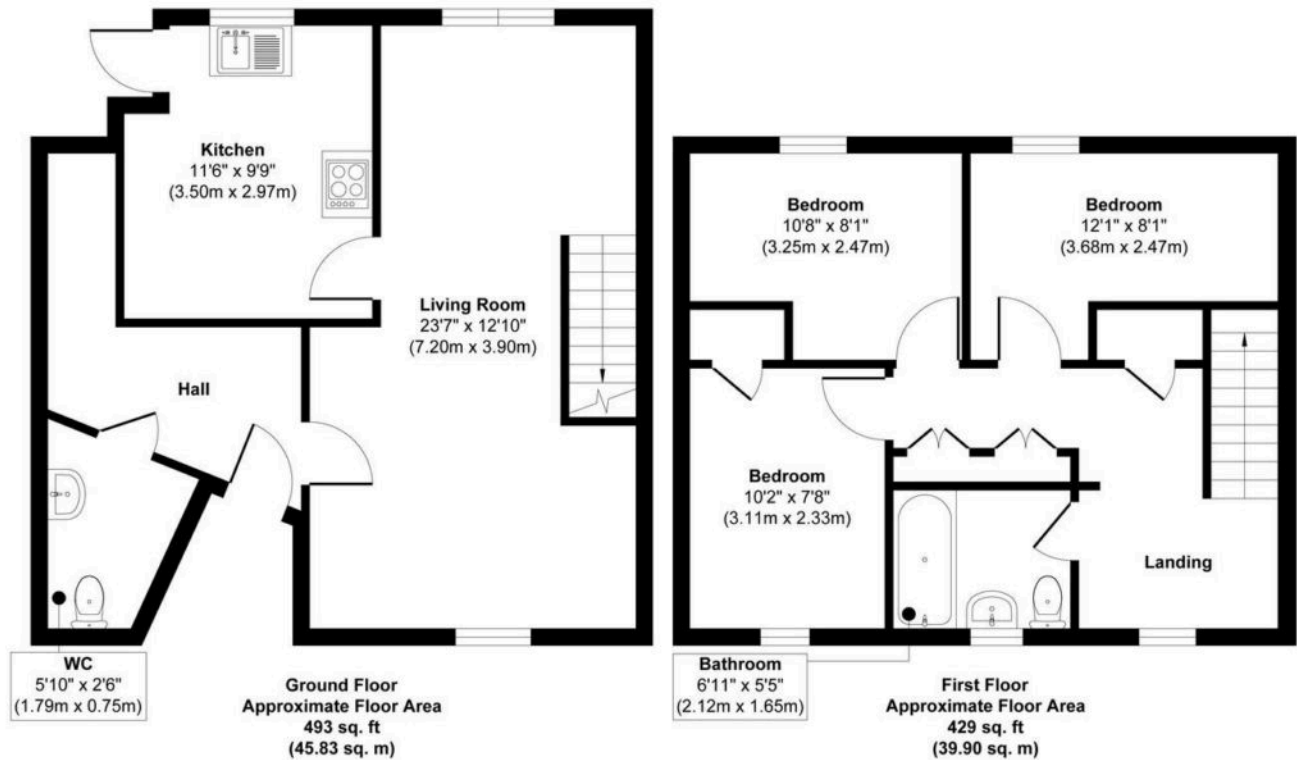 Kitchen
11'6" x 9'9"
(3.50m x 2.97m)
Living Room
23'7" x 12'10"
(7.20m x 3.90m)
Hall
WC
5'10" x 2'6"
(1.79m x 0.75m)
Ground Floor
Approximate Floor Area
493 sq. ft
(45.83 sq. m)
Bedroom
10'8" x 8'1"
(3.25m x 2.47m)
Bedroom
12'1" x 8'1"
(3.68m x 2.47m)
Bedroom
10'2" x 7'8"
(3.11m x 2.33m)
Landing
Bathroom
6'11" x 5'5"
(2.12m x 1.65m)
First Floor
Approximate Floor Area
429 sq. ft
(39.90 sq. m)